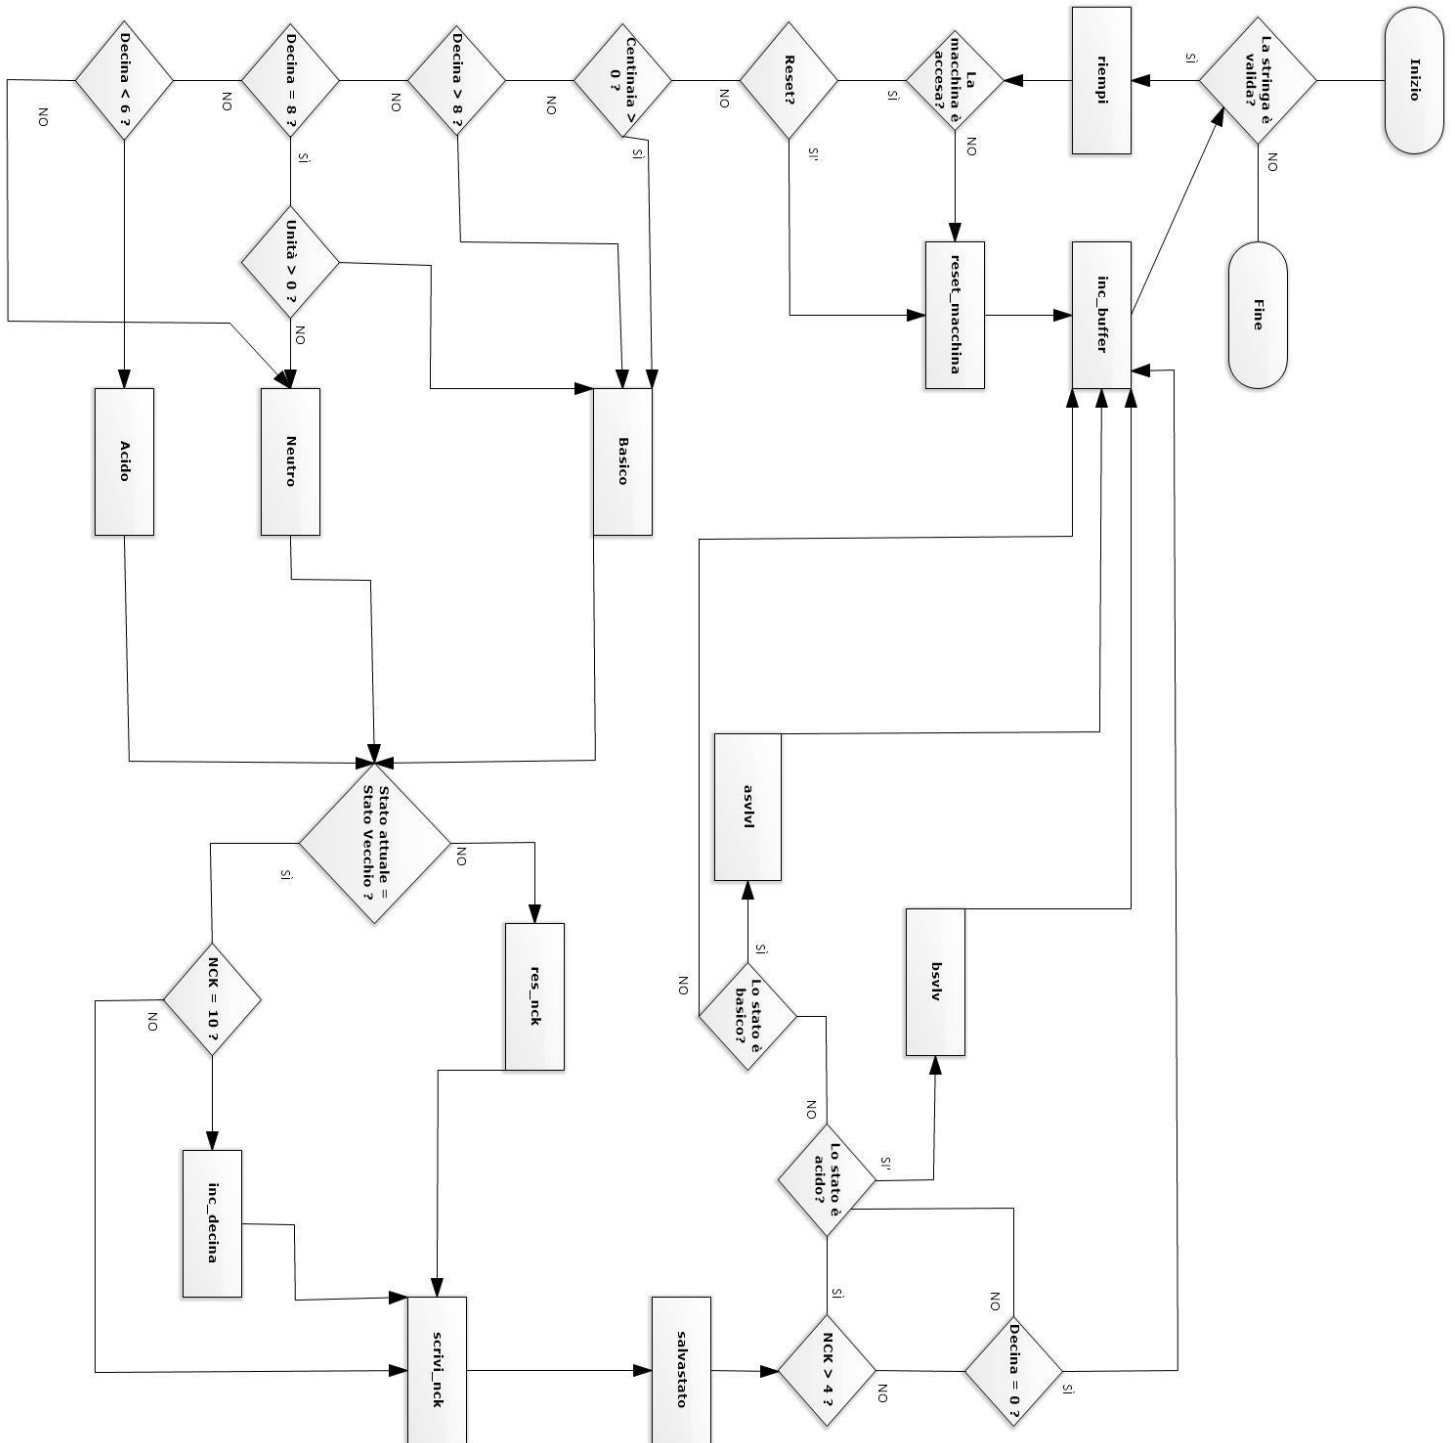 Inizio
La stringa è
valida?
SÌ
NO
Fine
riempi
inc_buffer
La
macchina è
accesa?
SÌ
NO
reset_macchina
Reset?
SI'
NO
Centinaia >
0 ?
SÌ
NO
Decina > 8 ?
NO
Decina = 8 ?
SÌ
NO
Unità > 0 ?
NO
Decina < 6 ?
NO
Basico
Neutro
Acido
Stato attuale =
Stato Vecchio ?
NO
SÌ
res_nck
NCK = 10 ?
NO
inc_decina
scrivi_nck
salvastato
NCK > 4 ?
SÌ
NO
Decina = 0 ?
SÌ
NO
Lo stato è
acido?
SI'
NO
bsvlv
Lo stato è
basico?
SÌ
NO
asvlvl